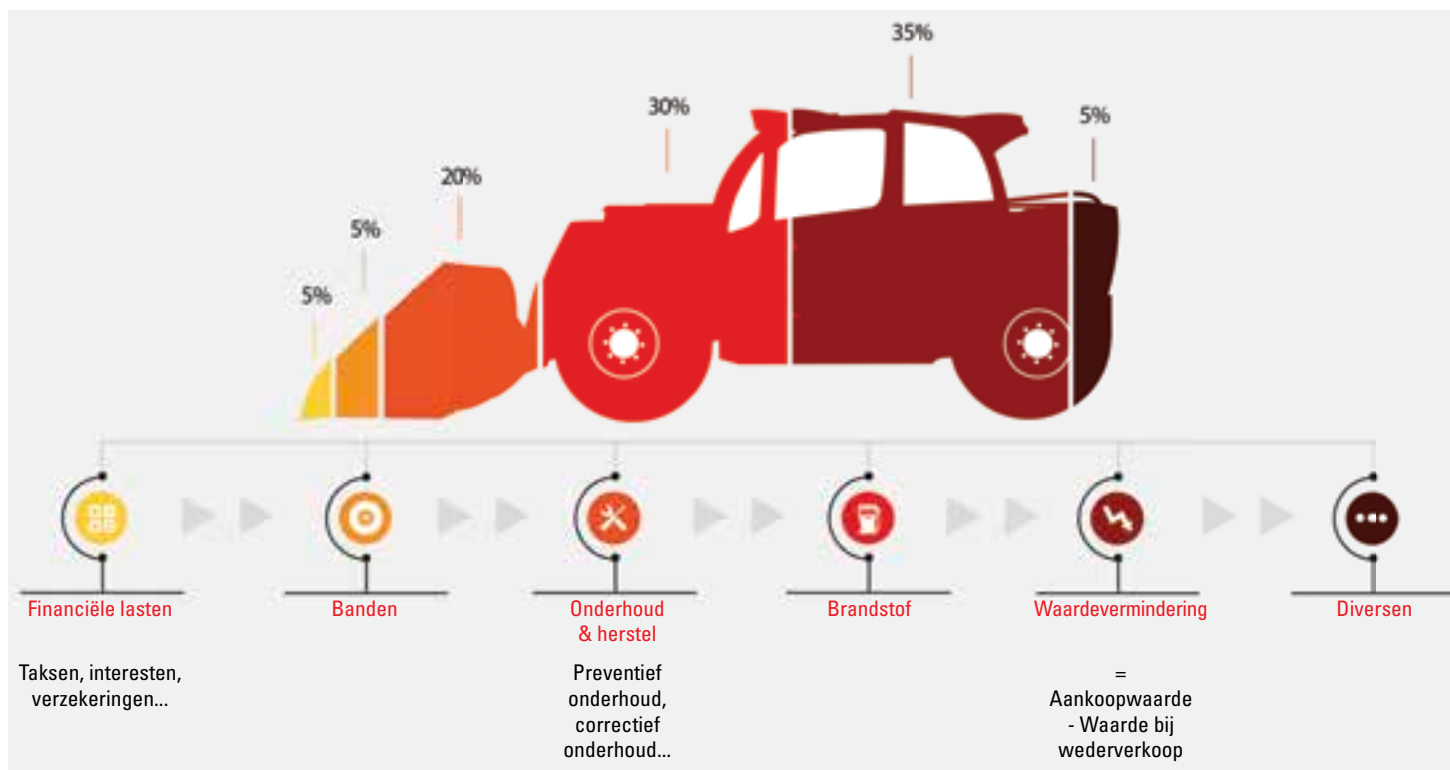 35%
30%
5%
20%
5%
5%
Financiële lasten
Banden
Onderhoud
& herstel
Brandstof
Waardevermindering
Diversen
Taksen, interesten,
verzekeringen...
Preventief
onderhoud,
correctief
onderhoud...
=
Aankoopwaarde
- Waarde bij
wederverkoop